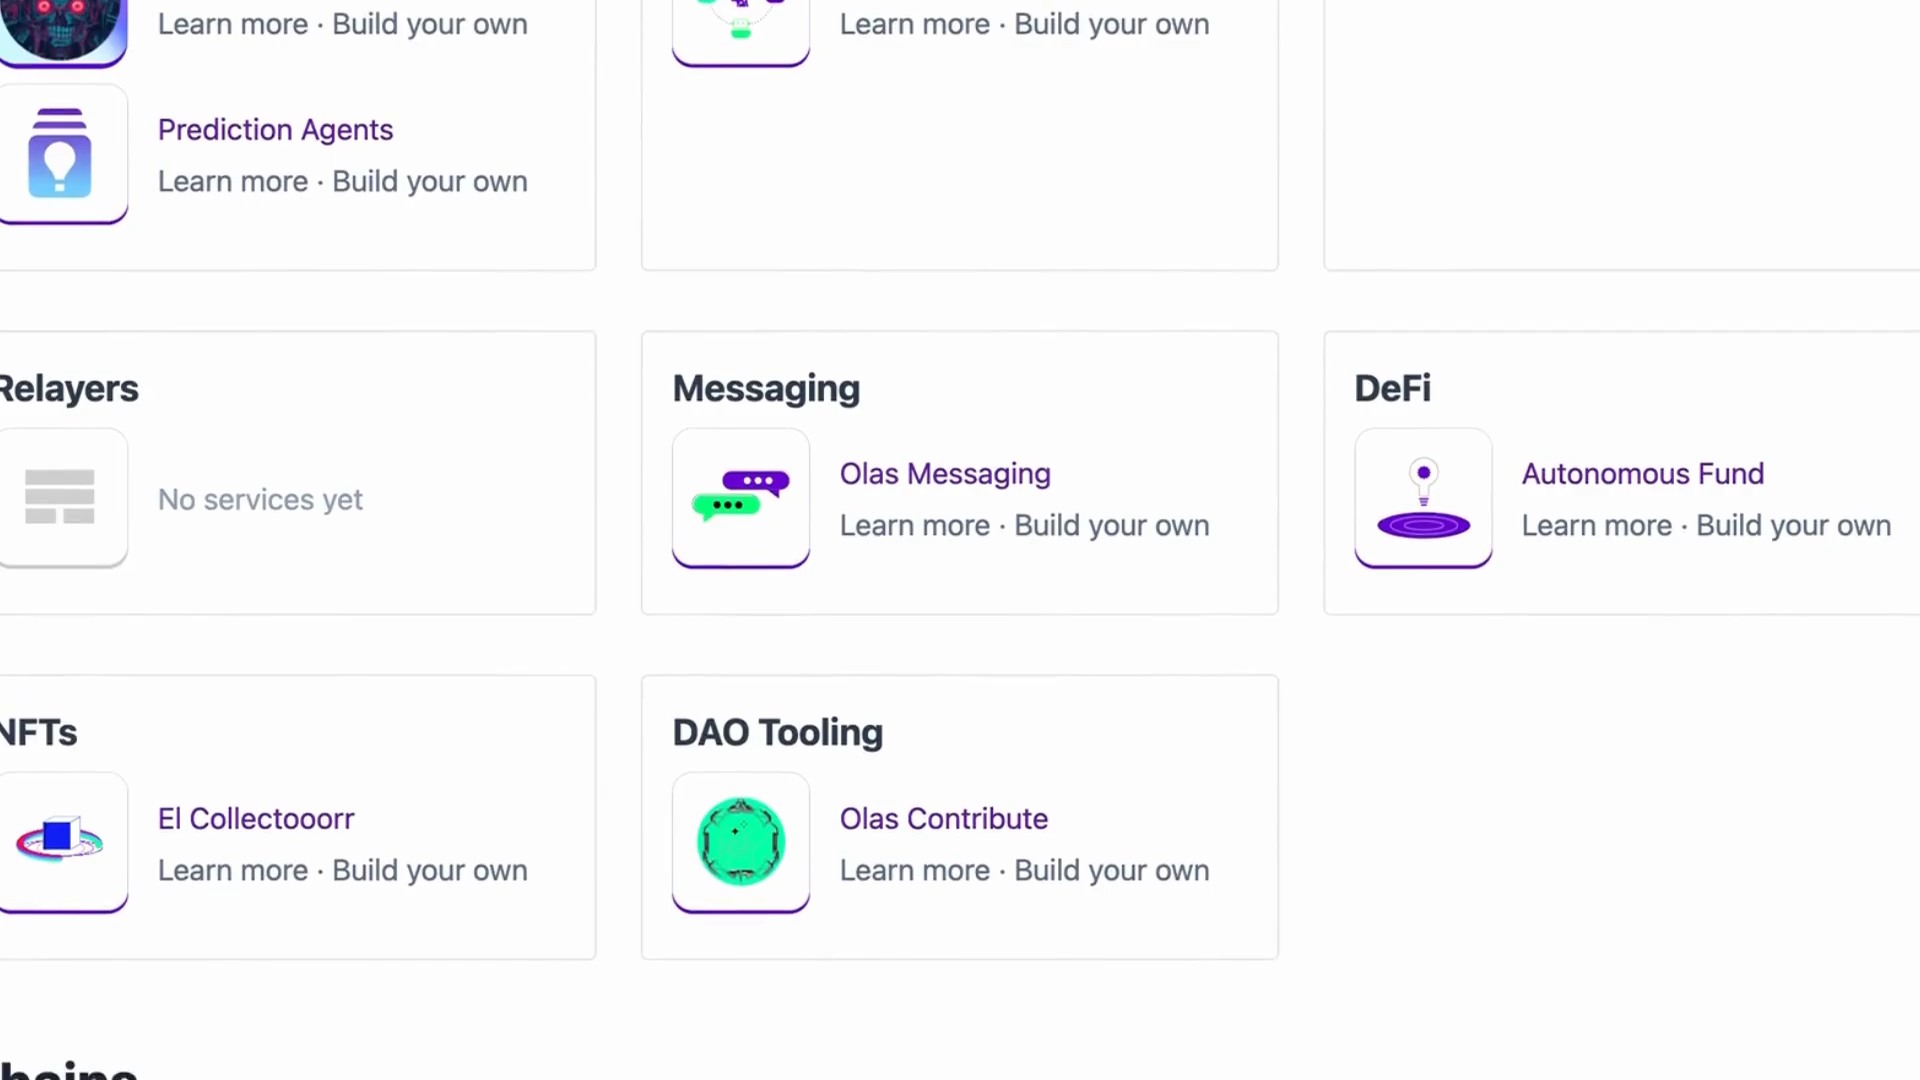 Learn more · Build your own
Learn more · Build your own
Prediction Agents
Learn more · Build your own
Relayers
No services yet
Messaging
Olas Messaging
Learn more · Build your own
DeFi
Autonomous Fund
Learn more · Build your own
NFTs
El Collectooorr
Learn more · Build your own
DAO Tooling
Olas Contribute
Learn more · Build your own